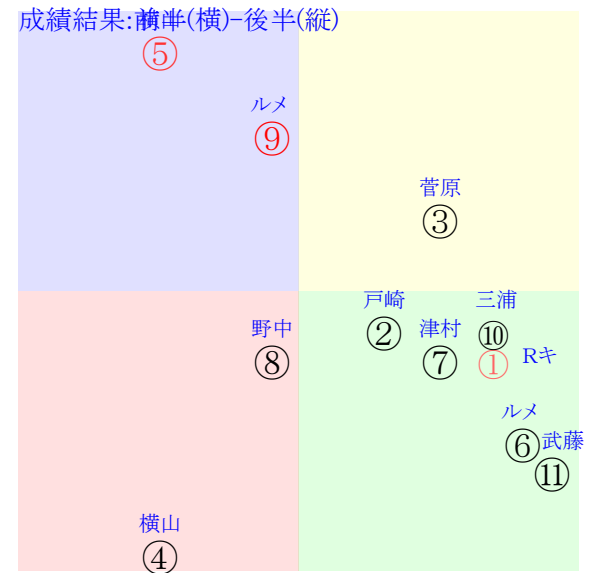 成績結果:前半(横)-後半(縦)
⑤
ルメ
⑨
菅原
③
戸崎
②
津村
⑦
三浦
⑩
①
Rキ
野中
⑧
ルメ
⑥
武藤
⑪
横山
④